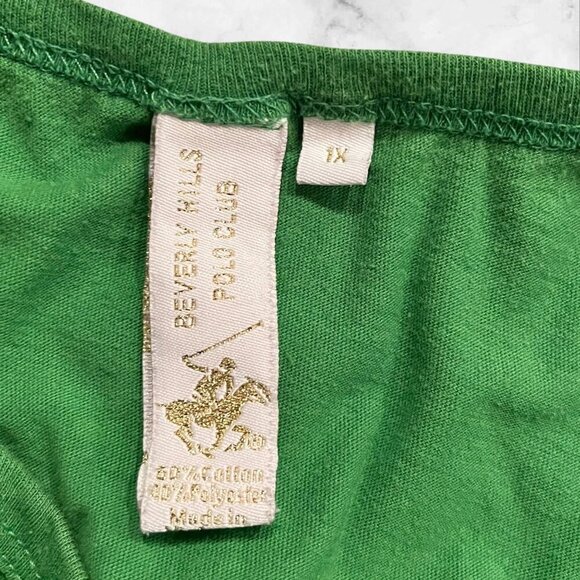 BEVERLY HILLS
POLO CLUB
60% Cotton
40% Polyester
Made in
1X